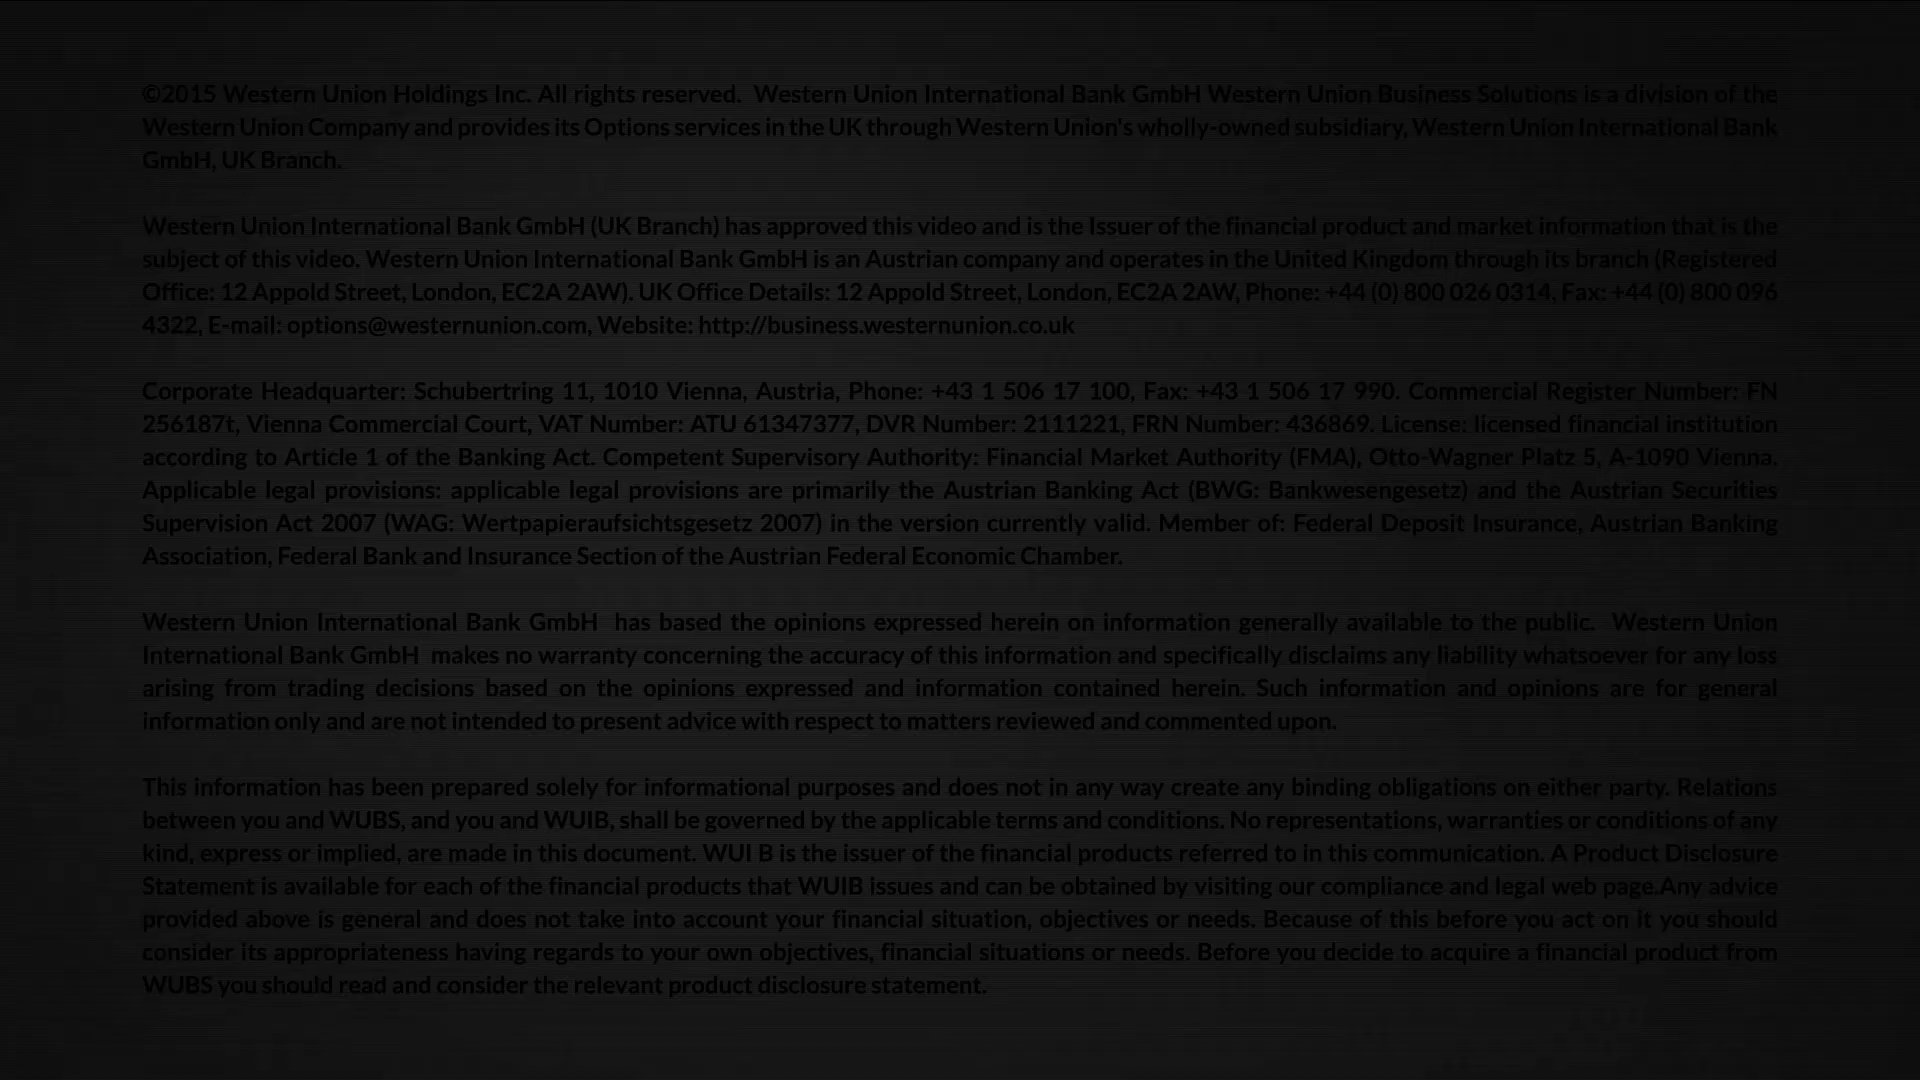 ©2015 Western Union Holdings Inc. All rights reserved.  Western Union International Bank GmbH Western Union Business Solutions is a division of the
Western Union Company and provides its Options services in the UK through Western Union's wholly-owned subsidiary, Western Union International Bank
GmbH, UK Branch.
Western Union International Bank GmbH (UK Branch) has approved this video and is the Issuer of the financial product and market information that is the
subject of this video. Western Union International Bank GmbH is an Austrian company and operates in the United Kingdom through its branch (Registered
Office: 12 Appold Street, London, EC2A 2AW). UK Office Details: 12 Appold Street, London, EC2A 2AW, Phone: +44 (0) 800 026 0314, Fax: +44 (0) 800 096
4322, E-mail: options@westernunion.com, Website: http://business.westernunion.co.uk
Corporate Headquarter: Schubertring 11, 1010 Vienna, Austria, Phone: +43 1 506 17 100, Fax: +43 1 506 17 990. Commercial Register Number: FN
256187t, Vienna Commercial Court, VAT Number: ATU 61347377, DVR Number: 2111221, FRN Number: 436869. License: licensed financial institution
according to Article 1 of the Banking Act. Competent Supervisory Authority: Financial Market Authority (FMA), Otto-Wagner Platz 5, A-1090 Vienna.
Applicable legal provisions: applicable legal provisions are primarily the Austrian Banking Act (BWG: Bankwesengesetz) and the Austrian Securities
Supervision Act 2007 (WAG: Wertpapieraufsichtsgesetz 2007) in the version currently valid. Member of: Federal Deposit Insurance, Austrian Banking
Association, Federal Bank and Insurance Section of the Austrian Federal Economic Chamber.
Western Union International Bank GmbH  has based the opinions expressed herein on information generally available to the public.  Western Union
International Bank GmbH  makes no warranty concerning the accuracy of this information and specifically disclaims any liability whatsoever for any loss
arising from trading decisions based on the opinions expressed and information contained herein. Such information and opinions are for general
information only and are not intended to present advice with respect to matters reviewed and commented upon.
This information has been prepared solely for informational purposes and does not in any way create any binding obligations on either party. Relations
between you and WUBS, and you and WUIB, shall be governed by the applicable terms and conditions. No representations, warranties or conditions of any
kind, express or implied, are made in this document. WUI B is the issuer of the financial products referred to in this communication. A Product Disclosure
Statement is available for each of the financial products that WUIB issues and can be obtained by visiting our compliance and legal web page.Any advice
provided above is general and does not take into account your financial situation, objectives or needs. Because of this before you act on it you should
consider its appropriateness having regards to your own objectives, financial situations or needs. Before you decide to acquire a financial product from
WUBS you should read and consider the relevant product disclosure statement.